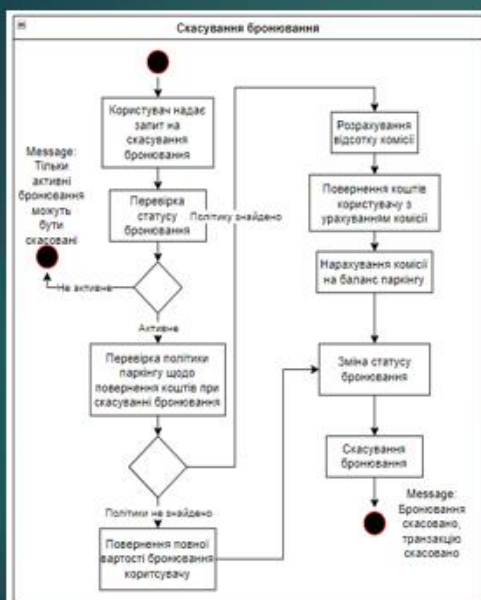 Скасування бронювання
Користувач надає
запит на
скасування
бронювання
Message:
Тільки
активні
бронювання
можуть
бути
скасовані
Перевірка
статусу
бронювання
Не активне
Активне
Перевірка політики
паркінгу щодо
повернення коштів при
скасуванні бронювання
Політику знайдено
Політики не знайдено
Повернення повної
вартості бронювання
коритсувачу
Розрахування
відсотку комісії
Повернення коштів
користувачу з
урахуванням комісії
Нарахування комісії
на баланс паркінгу
Зміна статусу
бронювання
Скасування
бронювання
Message:
Бронювання
скасовано,
транзакцію
скасовано